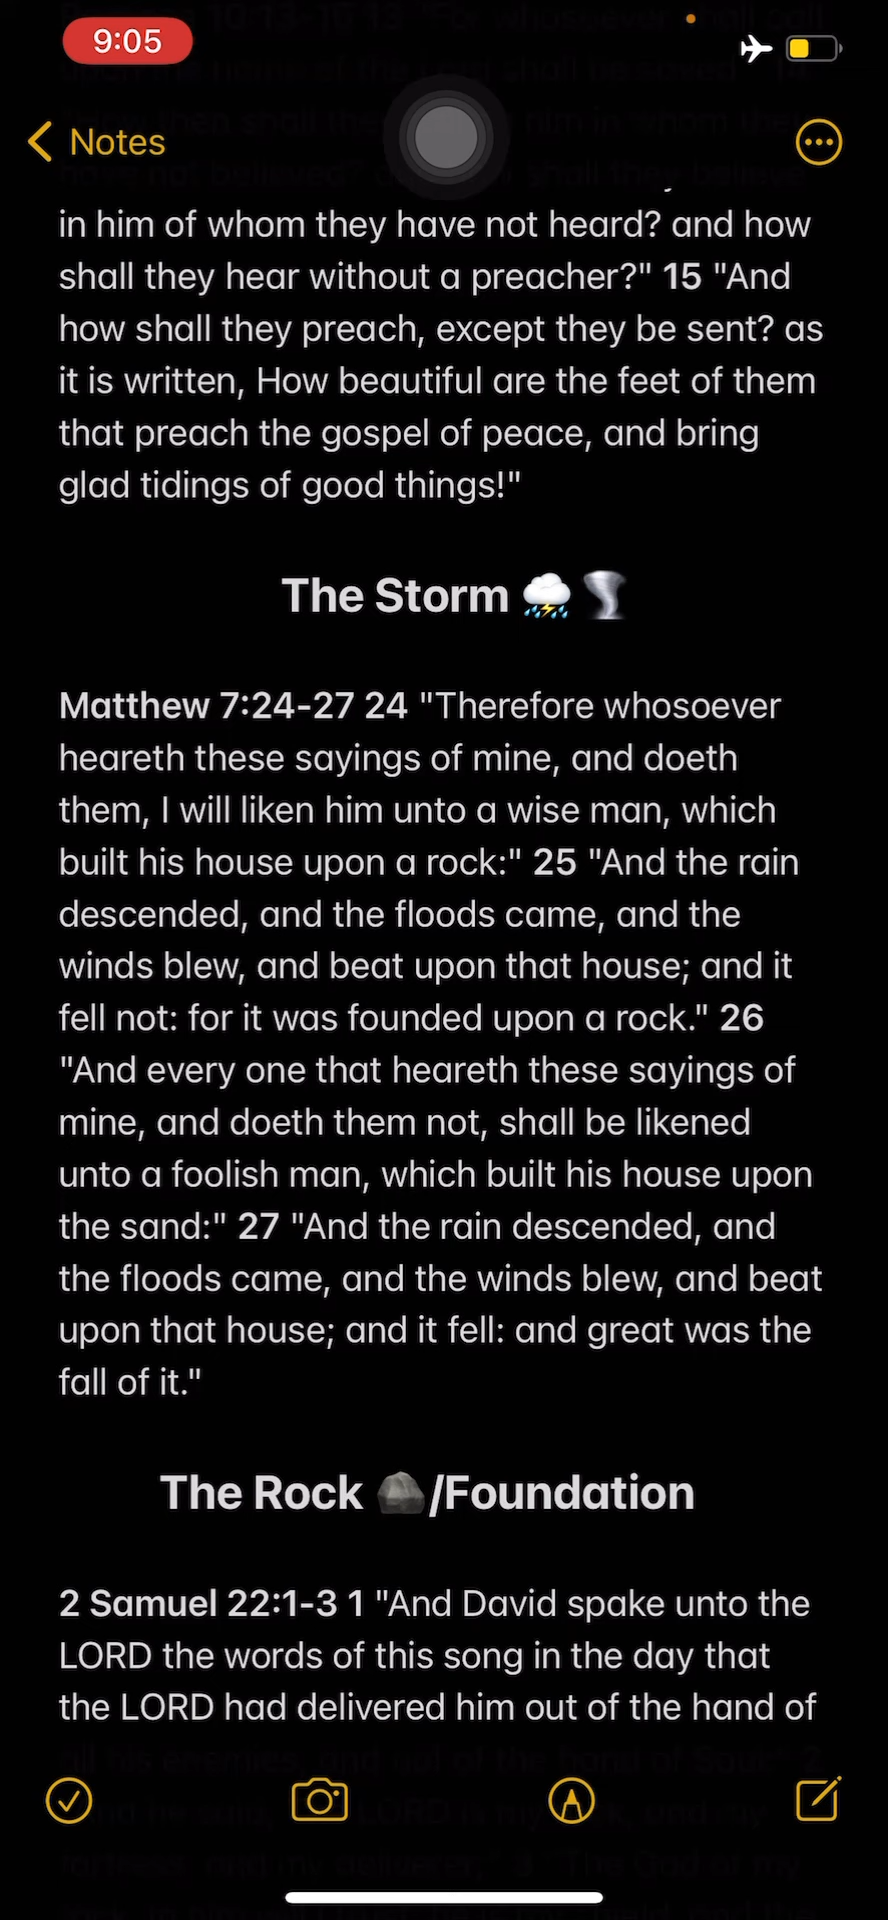 9:05
Notes
in him of whom they have not heard? and how
shall they hear without a preacher?" 15 "And
how shall they preach, except they be sent? as
it is written, How beautiful are the feet of them
that preach the gospel of peace, and bring
glad tidings of good things!"
The Storm ⛈️🌪️
Matthew 7:24-27 24 "Therefore whosoever
heareth these sayings of mine, and doeth
them, I will liken him unto a wise man, which
built his house upon a rock:" 25 "And the rain
descended, and the floods came, and the
winds blew, and beat upon that house; and it
fell not: for it was founded upon a rock." 26
"And every one that heareth these sayings of
mine, and doeth them not, shall be likened
unto a foolish man, which built his house upon
the sand:" 27 "And the rain descended, and
the floods came, and the winds blew, and beat
upon that house; and it fell: and great was the
fall of it."
The Rock 🪨/Foundation
2 Samuel 22:1-3 1 "And David spake unto the
LORD the words of this song in the day that
the LORD had delivered him out of the hand of